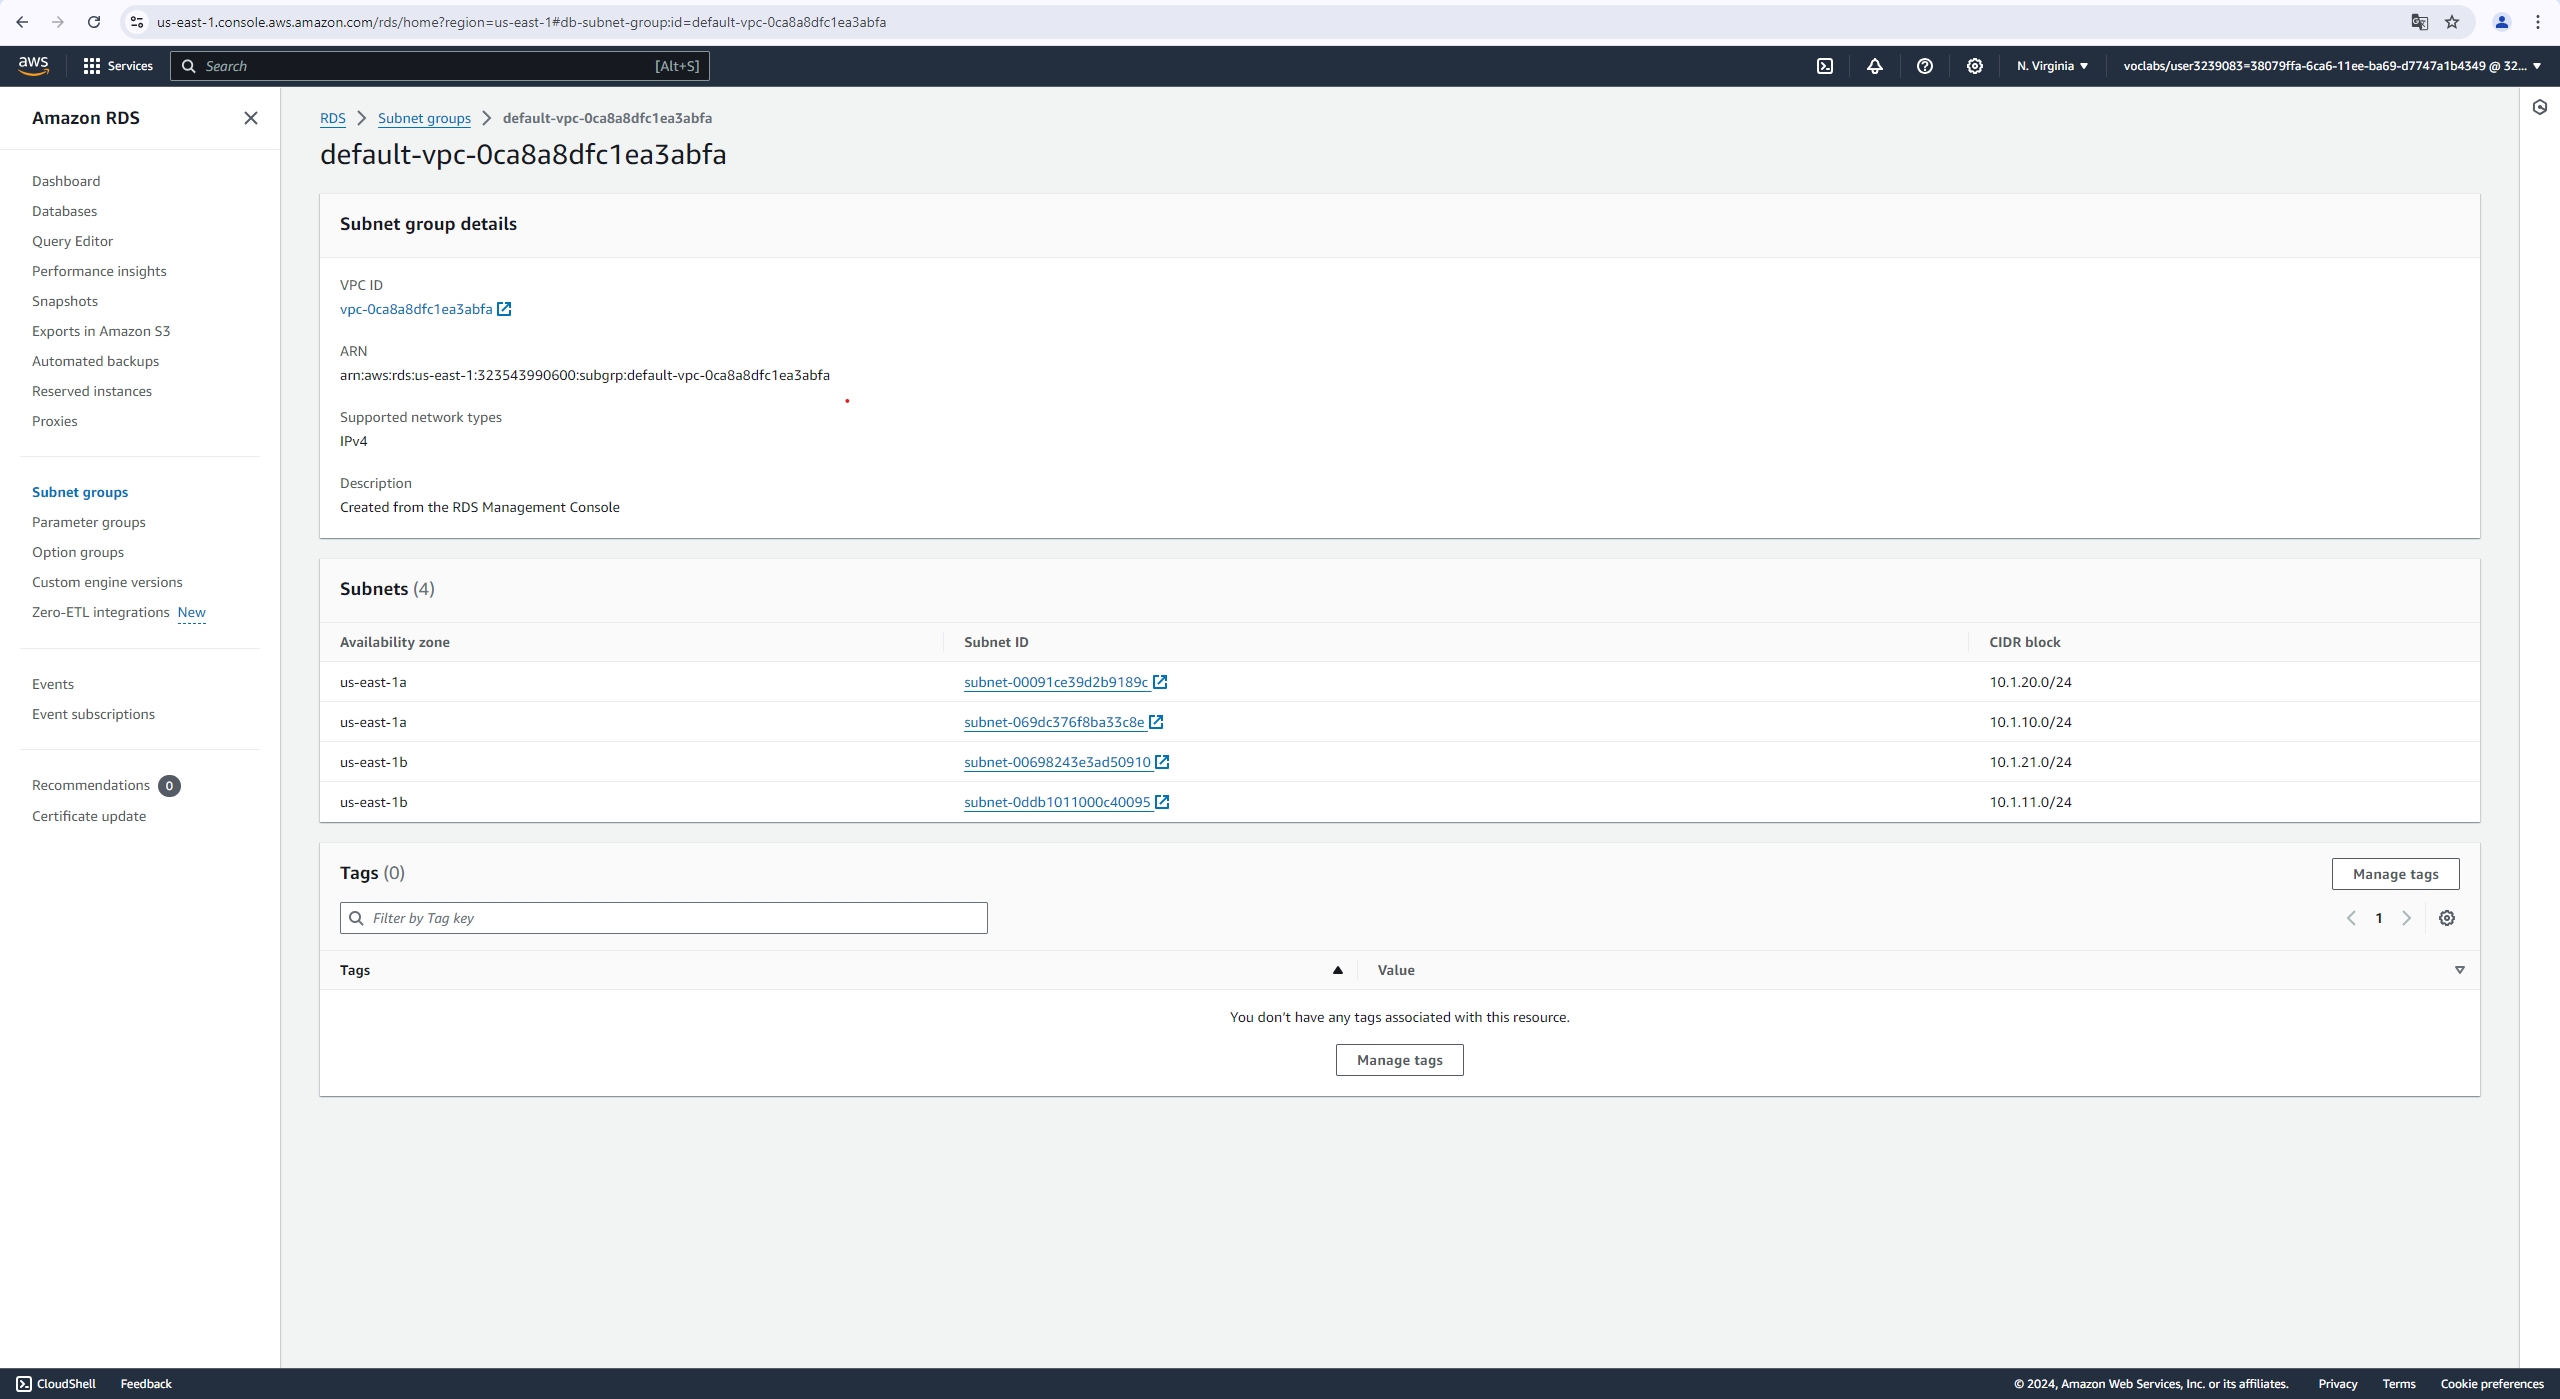 us-east-1.console.aws.amazon.com/rds/home?region=us-east-1#db-subnet-group:id=default-vpc-0ca8a8dfc1ea3abfa
aws
Services
Search
[Alt+S]
N. Virginia
voclabs/user3239083=38079ffa-6ca6-11ee-ba69-d7747a1b4349 @ 32...
Amazon RDS
Dashboard
Databases
Query Editor
Performance insights
Snapshots
Exports in Amazon S3
Automated backups
Reserved instances
Proxies
Subnet groups
Parameter groups
Option groups
Custom engine versions
Zero-ETL integrations New
Events
Event subscriptions
Recommendations 0
Certificate update
RDS > Subnet groups > default-vpc-0ca8a8dfc1ea3abfa
default-vpc-0ca8a8dfc1ea3abfa
Subnet group details
VPC ID
vpc-0ca8a8dfc1ea3abfa
ARN
arn:aws:rds:us-east-1:323543990600:subgrp:default-vpc-0ca8a8dfc1ea3abfa
Supported network types
IPv4
Description
Created from the RDS Management Console
Subnets (4)
Availability zone Subnet ID CIDR block
us-east-1a subnet-00091ce39d2b9189c 10.1.20.0/24
us-east-1a subnet-069dc376f8ba33c8e 10.1.10.0/24
us-east-1b subnet-00698243e3ad50910 10.1.21.0/24
us-east-1b subnet-0ddb1011000c40095 10.1.11.0/24
Tags (0)
Manage tags
Filter by Tag key
1
Tags Value
You don't have any tags associated with this resource.
Manage tags
CloudShell Feedback
© 2024, Amazon Web Services, Inc. or its affiliates. Privacy Terms Cookie preferences